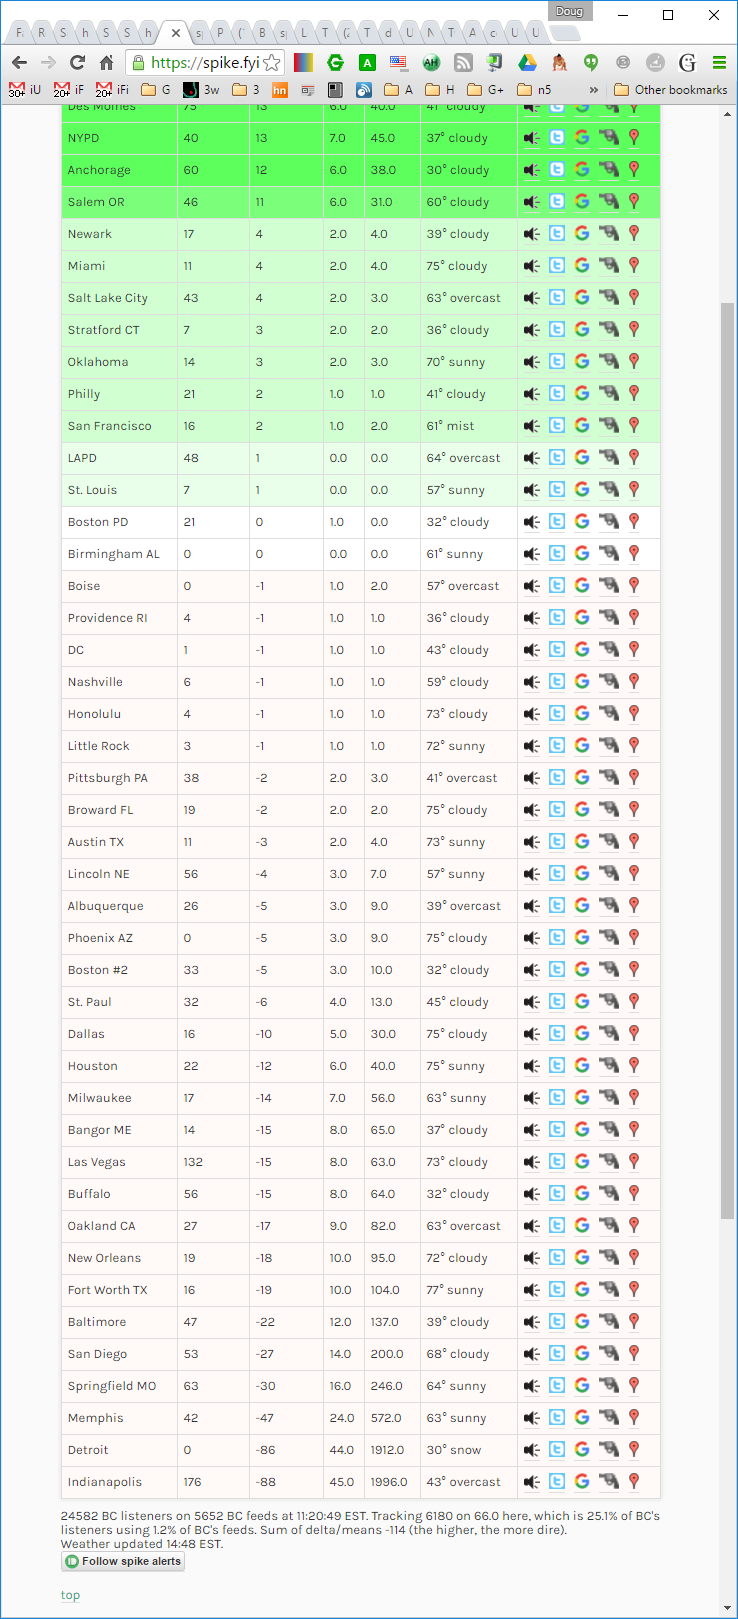 Doug
F R S h S S h s P ( B s L T ( T d U N T A c U U
https://spike.fyi
30+ iU 20+ iF 20+ iFi G 3w 3 hn A H G+ n5 » Other bookmarks
Des Moines 75 13 6.0 40.0 41° cloudy
NYPD 40 13 7.0 45.0 37° cloudy
Anchorage 60 12 6.0 38.0 30° cloudy
Salem OR 46 11 6.0 31.0 60° cloudy
Newark 17 4 2.0 4.0 39° cloudy
Miami 11 4 2.0 4.0 75° cloudy
Salt Lake City 43 4 2.0 3.0 63° overcast
Stratford CT 7 3 2.0 2.0 36° cloudy
Oklahoma 14 3 2.0 3.0 70° sunny
Philly 21 2 1.0 1.0 41° cloudy
San Francisco 16 2 1.0 2.0 61° mist
LAPD 48 1 0.0 0.0 64° overcast
St. Louis 7 1 0.0 0.0 57° sunny
Boston PD 21 0 1.0 0.0 32° cloudy
Birmingham AL 0 0 0.0 0.0 61° sunny
Boise 0 -1 1.0 2.0 57° overcast
Providence RI 4 -1 1.0 1.0 36° cloudy
DC 1 -1 1.0 1.0 43° cloudy
Nashville 6 -1 1.0 1.0 59° cloudy
Honolulu 4 -1 1.0 1.0 73° cloudy
Little Rock 3 -1 1.0 1.0 72° sunny
Pittsburgh PA 38 -2 2.0 3.0 41° overcast
Broward FL 19 -2 2.0 2.0 75° cloudy
Austin TX 11 -3 2.0 4.0 73° sunny
Lincoln NE 56 -4 3.0 7.0 57° sunny
Albuquerque 26 -5 3.0 9.0 39° overcast
Phoenix AZ 0 -5 3.0 9.0 75° cloudy
Boston #2 33 -5 3.0 10.0 32° cloudy
St. Paul 32 -6 4.0 13.0 45° cloudy
Dallas 16 -10 5.0 30.0 75° cloudy
Houston 22 -12 6.0 40.0 75° sunny
Milwaukee 17 -14 7.0 56.0 63° sunny
Bangor ME 14 -15 8.0 65.0 37° cloudy
Las Vegas 132 -15 8.0 63.0 73° cloudy
Buffalo 56 -15 8.0 64.0 32° cloudy
Oakland CA 27 -17 9.0 82.0 63° overcast
New Orleans 19 -18 10.0 95.0 72° cloudy
Fort Worth TX 16 -19 10.0 104.0 77° sunny
Baltimore 47 -22 12.0 137.0 39° cloudy
San Diego 53 -27 14.0 200.0 68° cloudy
Springfield MO 63 -30 16.0 246.0 64° sunny
Memphis 42 -47 24.0 572.0 63° sunny
Detroit 0 -86 44.0 1912.0 30° snow
Indianapolis 176 -88 45.0 1996.0 43° overcast
24582 BC listeners on 5652 BC feeds at 11:20:49 EST. Tracking 6180 on 66.0 here, which is 25.1% of BC's
listeners using 1.2% of BC's feeds. Sum of delta/means -114 (the higher, the more dire).
Weather updated 14:48 EST.
Follow spike alerts
top